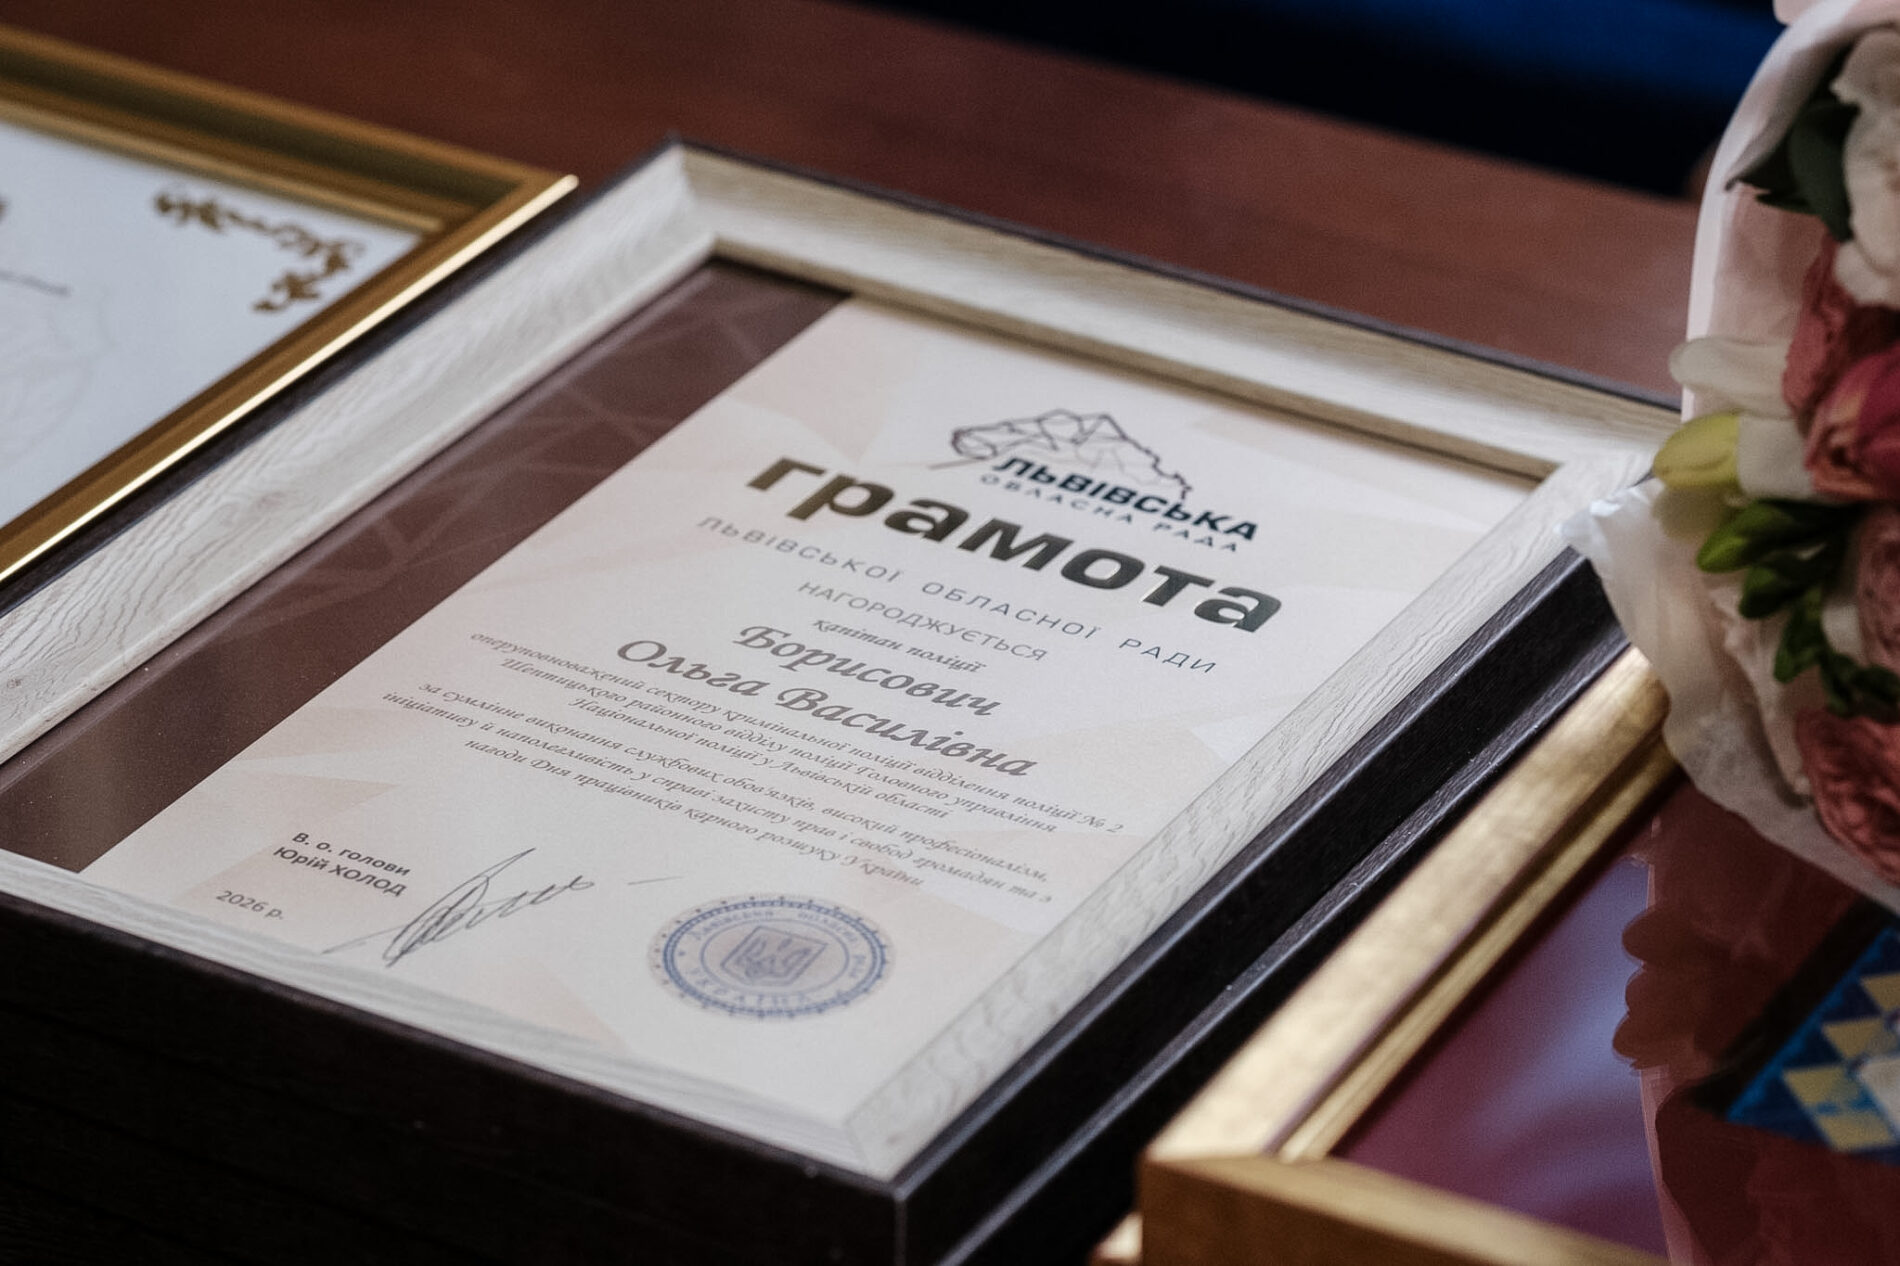 ЛЬВІВСЬКА
ОБЛАСНА РАДА
грамота
ЛЬВІВСЬКОЇ ОБЛАСНОЇ РАДИ
НАГОРОДЖУЄТЬСЯ
капітан поліції
Борисович
Ольга Василівна
оперуповноважений сектору кримінальної поліції відділення поліції № 2
Шептицького районного відділу поліції Головного управління
Національної поліції у Львівській області
за сумлінне виконання службових обов'язків, високий професіоналізм,
ініціативу й наполегливість у справі захисту прав і свобод громадян та з
нагоди Дня працівників карного розшуку України
В. о. голови
Юрій ХОЛОД
2026 р.
УКРАЇНА